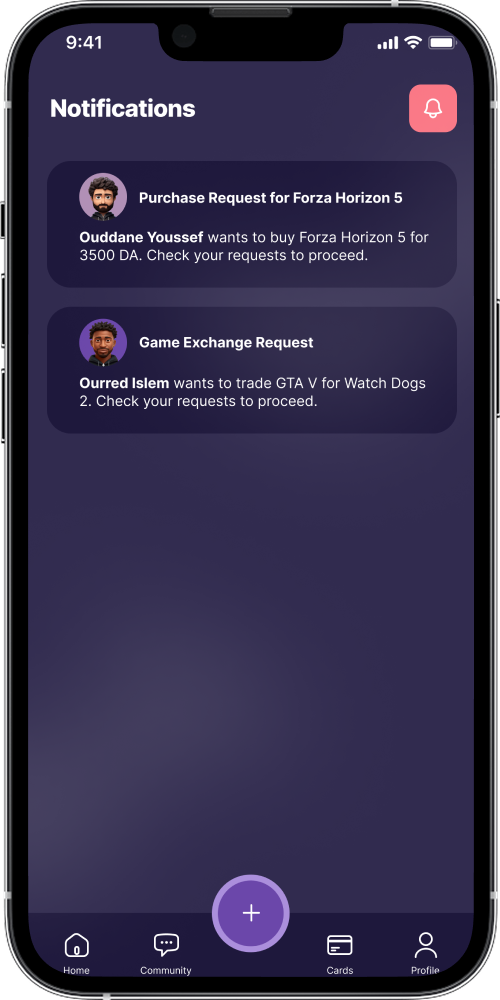 9:41
Notifications
Purchase Request for Forza Horizon 5
Ouddane Youssef wants to buy Forza Horizon 5 for
3500 DA. Check your requests to proceed.
Game Exchange Request
Ourred Islem wants to trade GTA V for Watch Dogs
2. Check your requests to proceed.
Home
Community
Cards
Profile